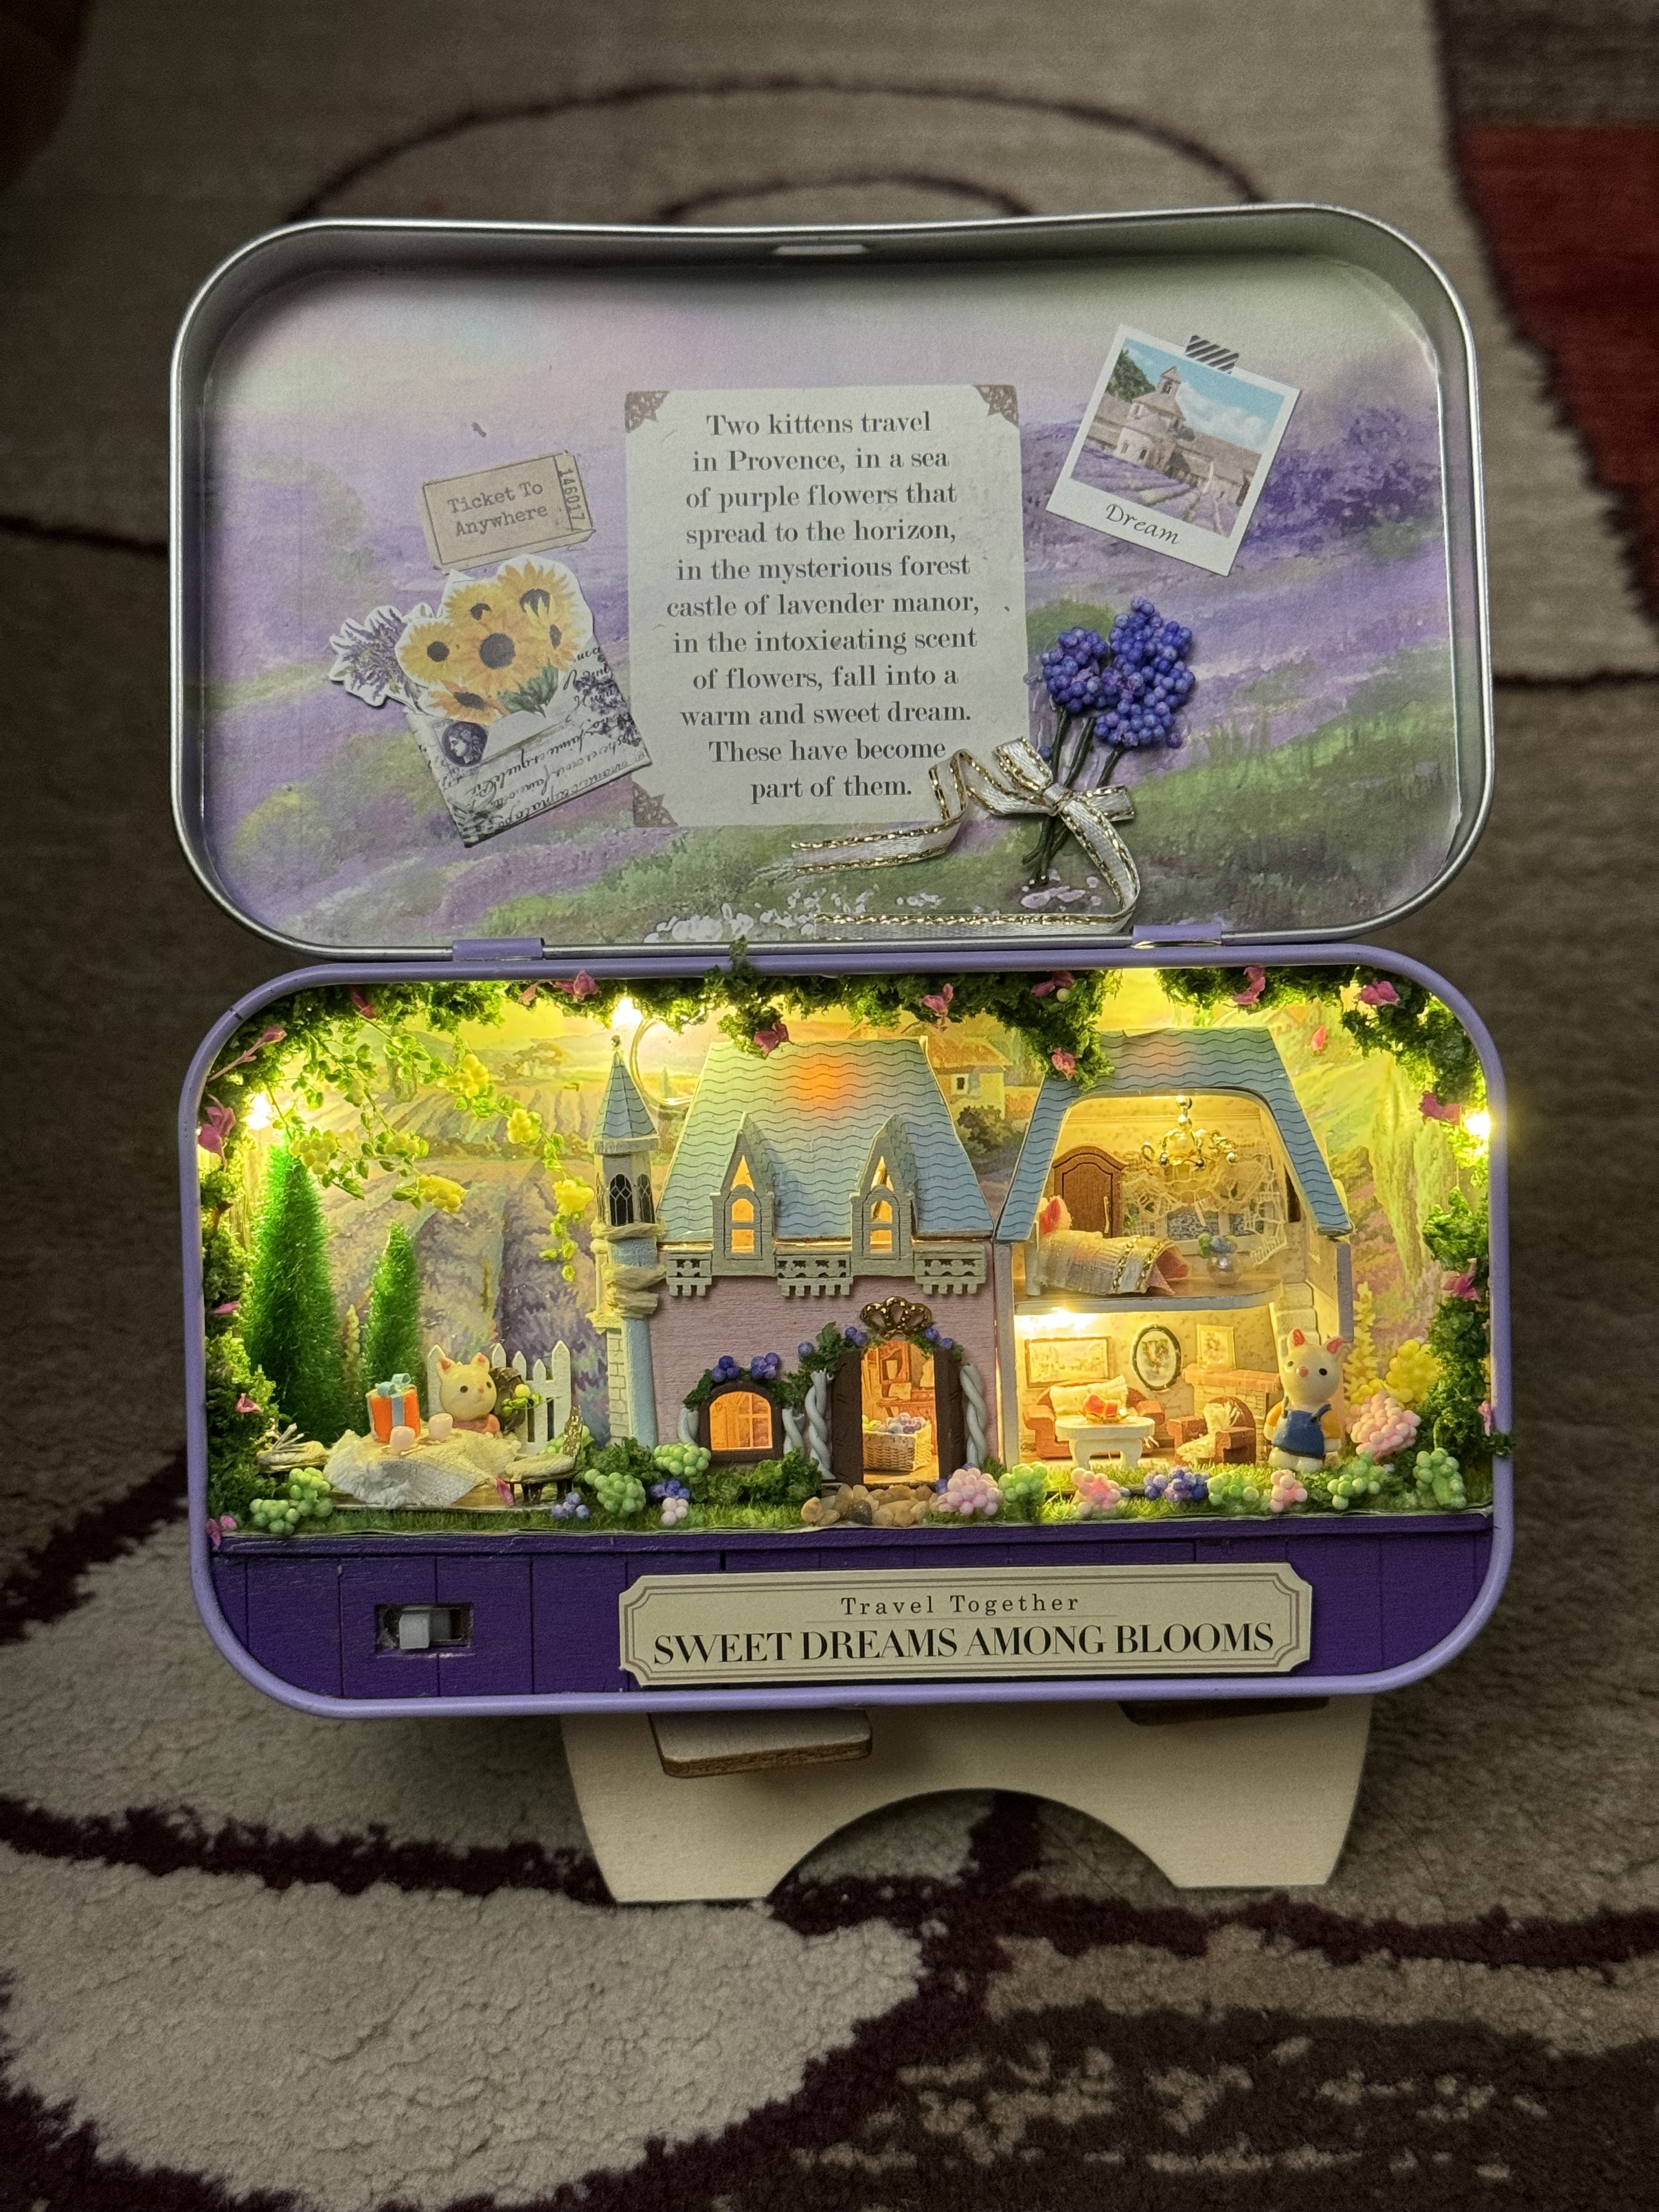 Two kittens travel
in Provence, in a sea
of purple flowers that
spread to the horizon,
in the mysterious forest
castle of lavender manor,
in the intoxicating scent
of flowers, fall into a
warm and sweet dream.
These have become
part of them.
Ticket To
Anywhere
146017
Dream
Travel Together
SWEET DREAMS AMONG BLOOMS